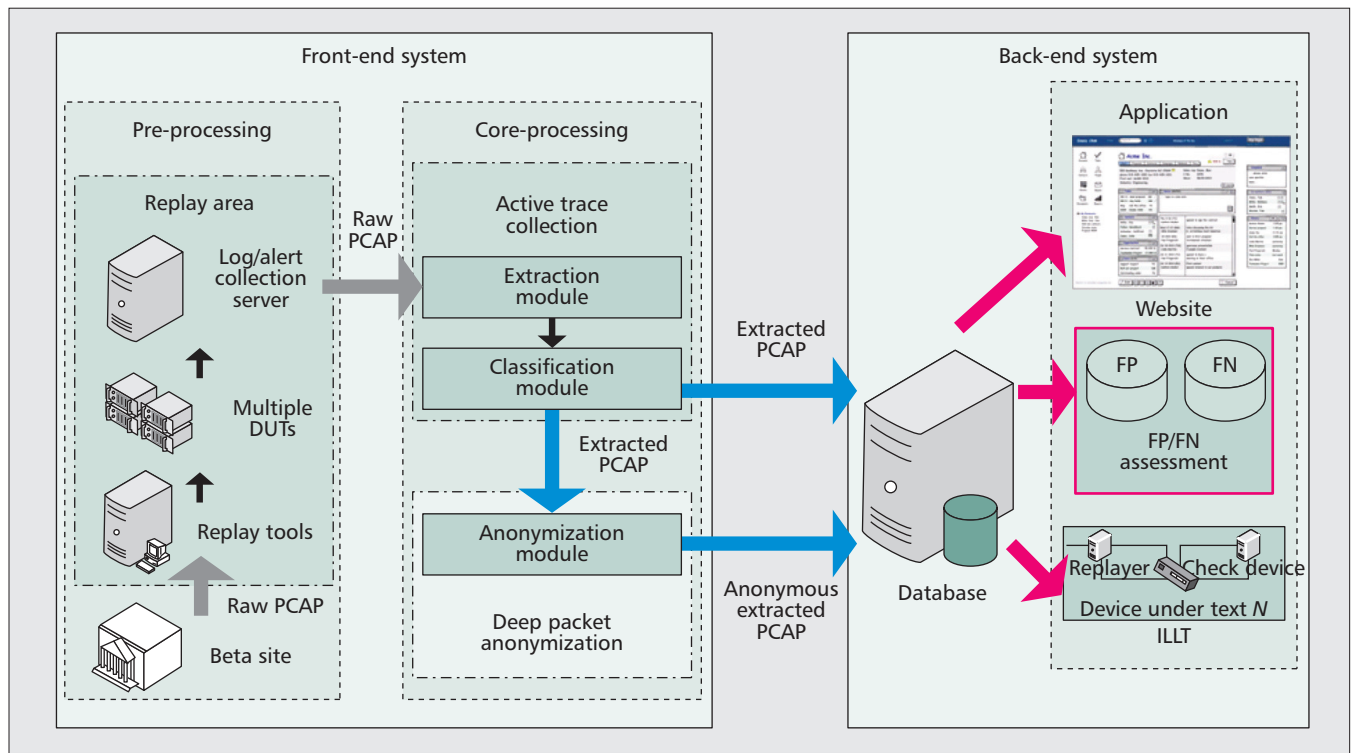 Front-end system
Pre-processing
Replay area
Log/alert
collection
server
Multiple
DUTs
Replay tools
Raw PCAP
Beta site
Raw
PCAP
Core-processing
Active trace
collection
Extraction
module
Classification
module
Extracted
PCAP
Anonymization
module
Deep packet
anonymization
Extracted
PCAP
Anonymous
extracted
PCAP
Back-end system
Database
Application
Acme Inc.
Website
FP
FN
FP/FN
assessment
Replayer
Check device
Device under text N
ILLT